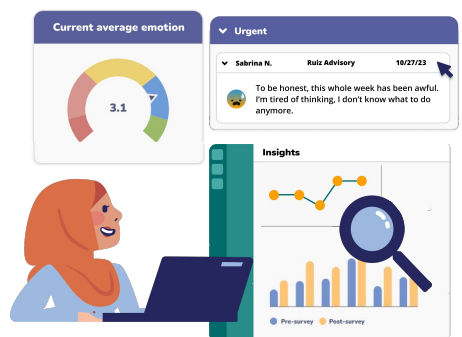 Current average emotion
3.1
Urgent
Sabrina N. Ruiz Advisory 10/27/23
To be honest, this whole week has been awful.
I'm tired of thinking, I don't know what to do
anymore.
Insights
Pre-survey Post-survey